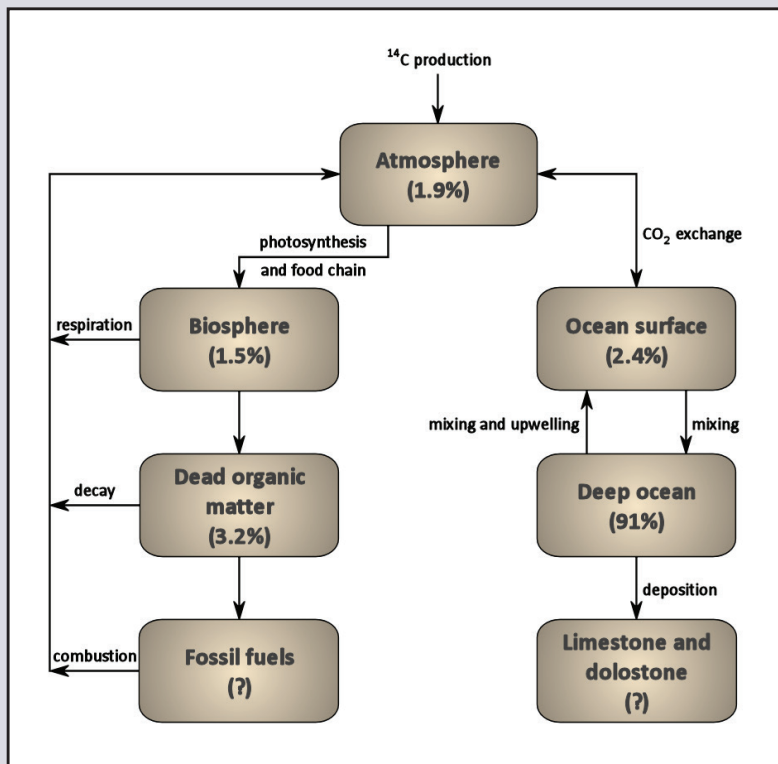 ¹⁴C production
Atmosphere
(1.9%)
photosynthesis
and food chain
CO₂ exchange
respiration
Biosphere
(1.5%)
Ocean surface
(2.4%)
mixing and upwelling
mixing
decay
Dead organic
matter
(3.2%)
Deep ocean
(91%)
deposition
combustion
Fossil fuels
(?)
Limestone and
dolostone
(?)